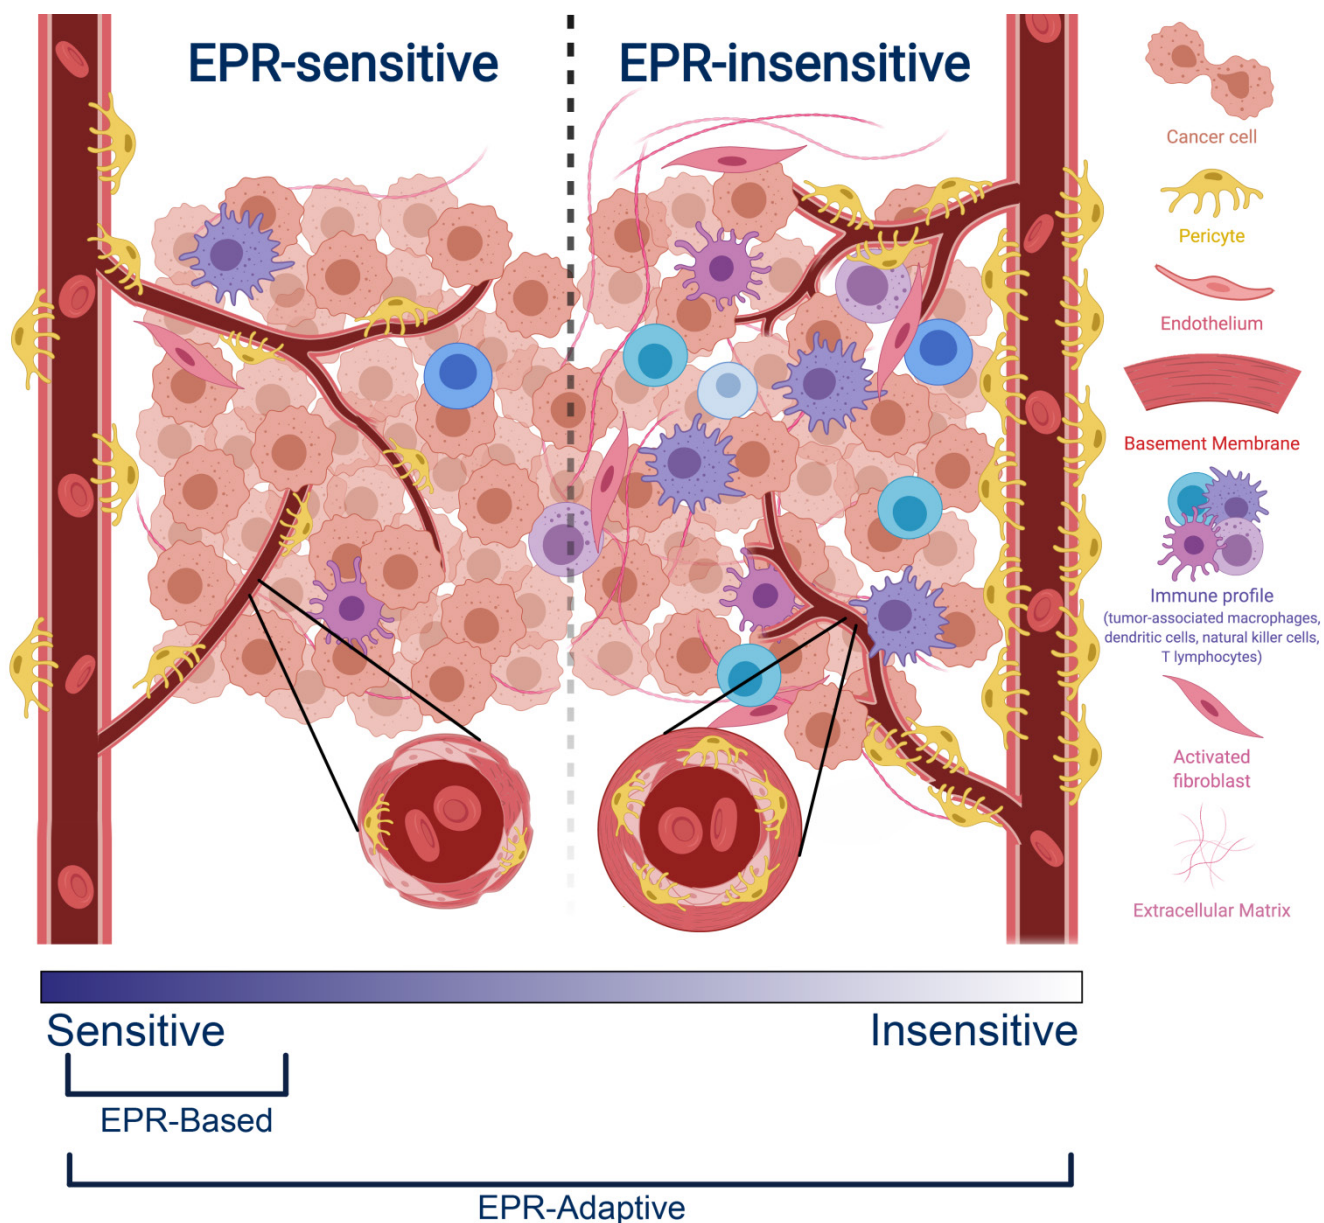 EPR-sensitive
EPR-insensitive
Cancer cell
Pericyte
Endothelium
Basement Membrane
Immune profile
(tumor-associated macrophages,
dendritic cells, natural killer cells,
T lymphocytes)
Activated
fibroblast
Extracellular Matrix
Sensitive
Insensitive
EPR-Based
EPR-Adaptive